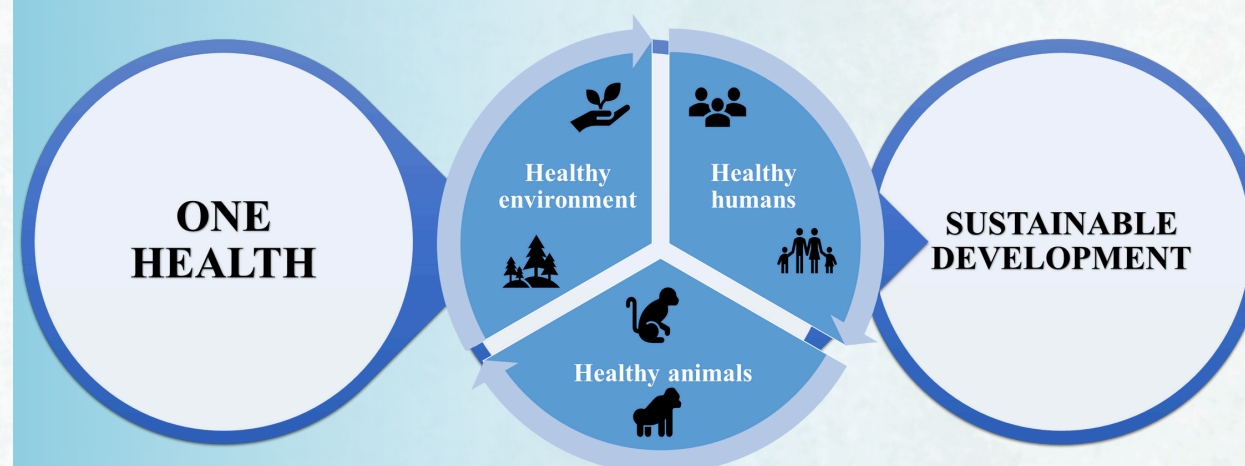 ONE
HEALTH
Healthy
environment
Healthy
humans
Healthy animals
SUSTAINABLE
DEVELOPMENT